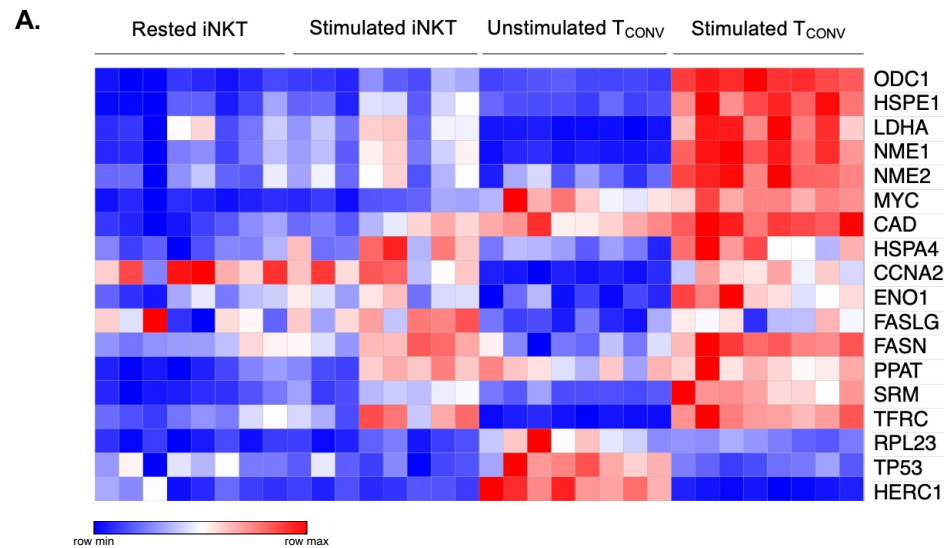 A.
Rested iNKT Stimulated iNKT Unstimulated TCONV Stimulated TCONV
ODC1
HSPE1
LDHA
NME1
NME2
MYC
CAD
HSPA4
CCNA2
ENO1
FASLG
FASN
PPAT
SRM
TFRC
RPL23
TP53
HERC1
row min row max